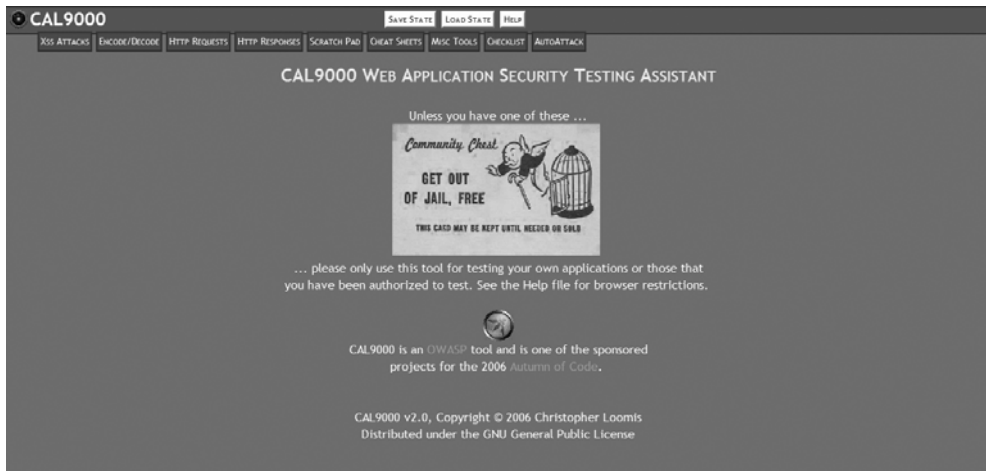 CAL9000
SAVE STATE LOAD STATE HELP
XSS ATTACKS ENCODE/DECODE HTTP REQUESTS HTTP RESPONSES SCRATCH PAD CHEAT SHEETS MISC TOOLS CHECKLIST AUTOATTACK
CAL9000 WEB APPLICATION SECURITY TESTING ASSISTANT
Unless you have one of these ...
Community Chest
GET OUT
OF JAIL, FREE
THIS CARD MAY BE KEPT UNTIL NEEDED OR SOLD
... please only use this tool for testing your own applications or those that
you have been authorized to test. See the Help file for browser restrictions.
CAL9000 is an OWASP tool and is one of the sponsored
projects for the 2006 Autumn of Code.
CAL9000 v2.0, Copyright © 2006 Christopher Loomis
Distributed under the GNU General Public License